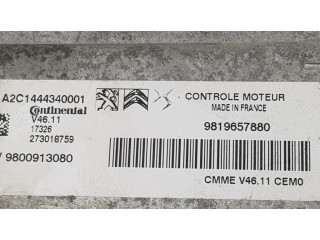 A2C1444340001
Continental
V46.11
17326
273018759
9800913080
CONTROLE MOTEUR
MADE IN FRANCE
9819657880
CMME V46.11 CEM0